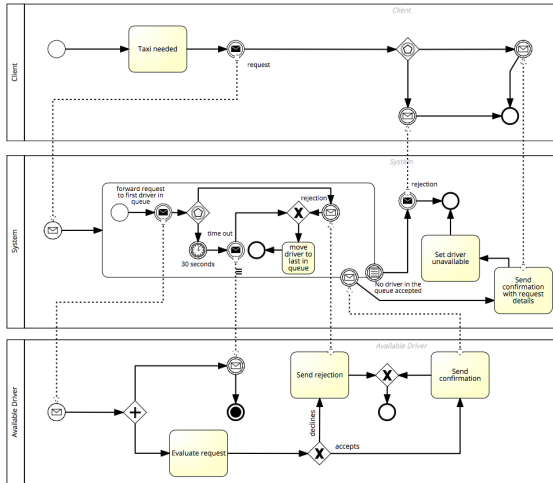 Client
Client
Taxi needed
request
System
System
forward request
to first driver in
queue
rejection
time out
30 seconds
move
driver to
last in
queue
rejection
No driver in the
queue accepted
Set driver
unavailable
Send
confirmation
with request
details
Available Driver
Available Driver
Send rejection
Send
confirmation
declines
accepts
Evaluate request